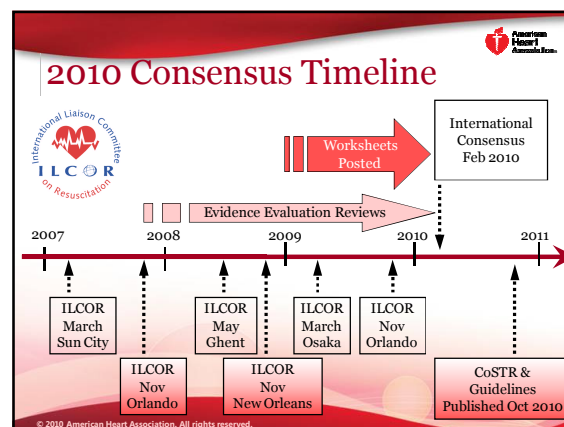 American
Heart
Association®
2010 Consensus Timeline
International Liaison Committee
ILCOR
on Resuscitation
Worksheets
Posted
International
Consensus
Feb 2010
Evidence Evaluation Reviews
2007 2008 2009 2010 2011
ILCOR
March
Sun City
ILCOR
Nov
Orlando
ILCOR
May
Ghent
ILCOR
Nov
New Orleans
ILCOR
March
Osaka
ILCOR
Nov
Orlando
CoSTR &
Guidelines
Published Oct 2010
© 2010 American Heart Association. All rights reserved.